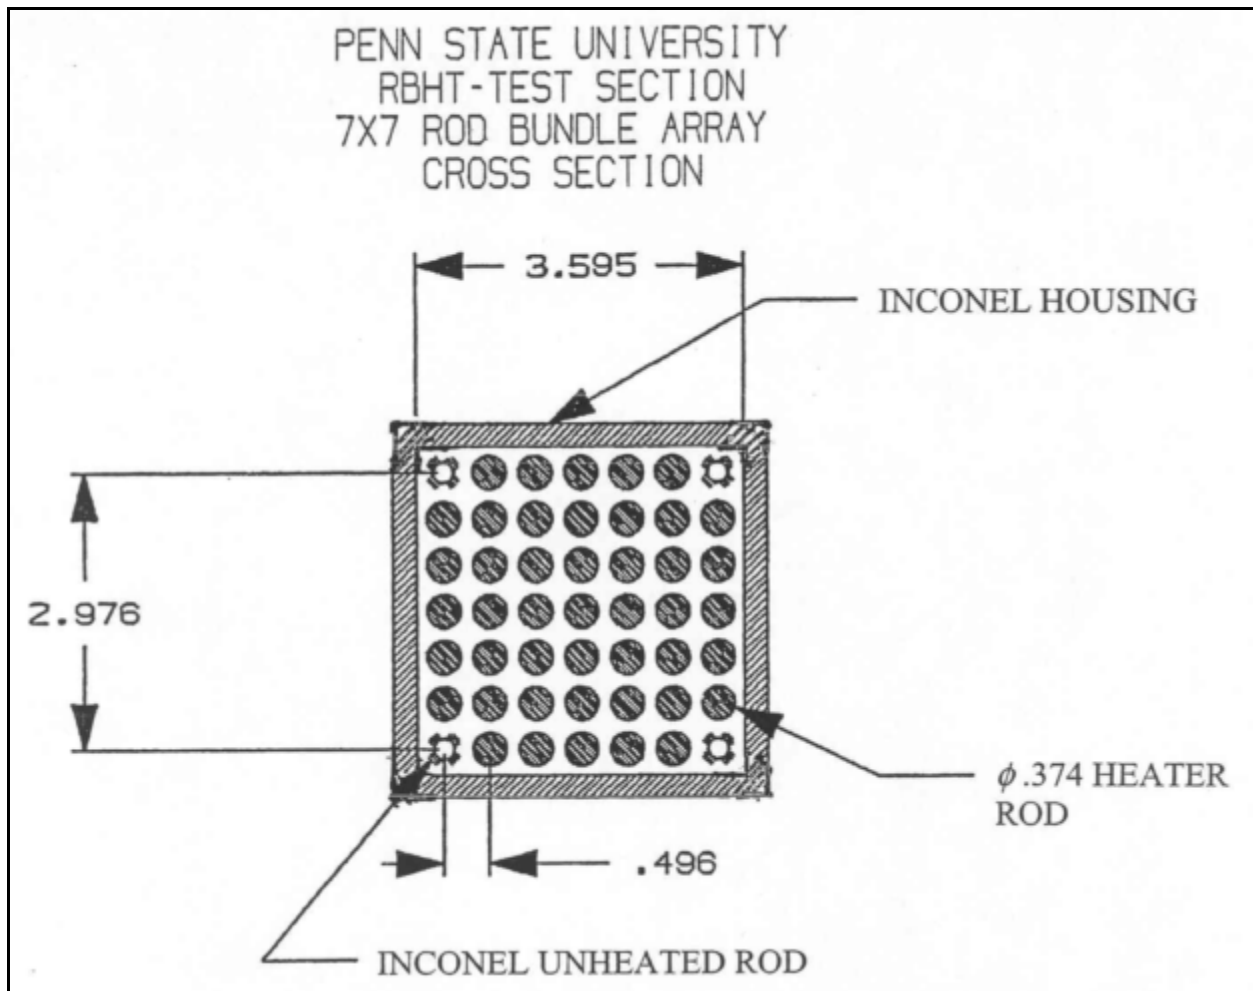 PENN STATE UNIVERSITY
RBHT-TEST SECTION
7X7 ROD BUNDLE ARRAY
CROSS SECTION
3.595
INCONEL HOUSING
2.976
ϕ.374 HEATER
ROD
.496
INCONEL UNHEATED ROD